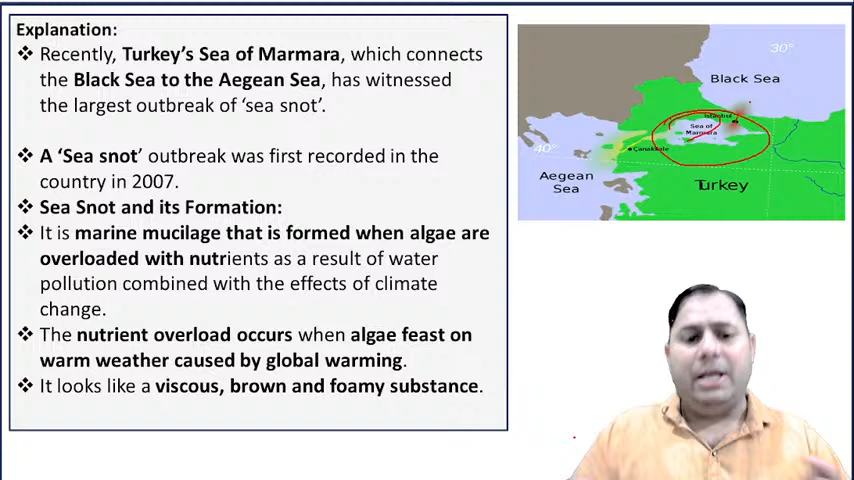 Explanation:
❖ Recently, Turkey's Sea of Marmara, which connects
the Black Sea to the Aegean Sea, has witnessed
the largest outbreak of 'sea snot'.
❖ A 'Sea snot' outbreak was first recorded in the
country in 2007.
❖ Sea Snot and its Formation:
❖ It is marine mucilage that is formed when algae are
overloaded with nutrients as a result of water
pollution combined with the effects of climate
change.
❖ The nutrient overload occurs when algae feast on
warm weather caused by global warming.
❖ It looks like a viscous, brown and foamy substance.
30°
Black Sea
Istanbul
Sea of
Marmara
40°
Çanakkale
Aegean
Sea
Turkey